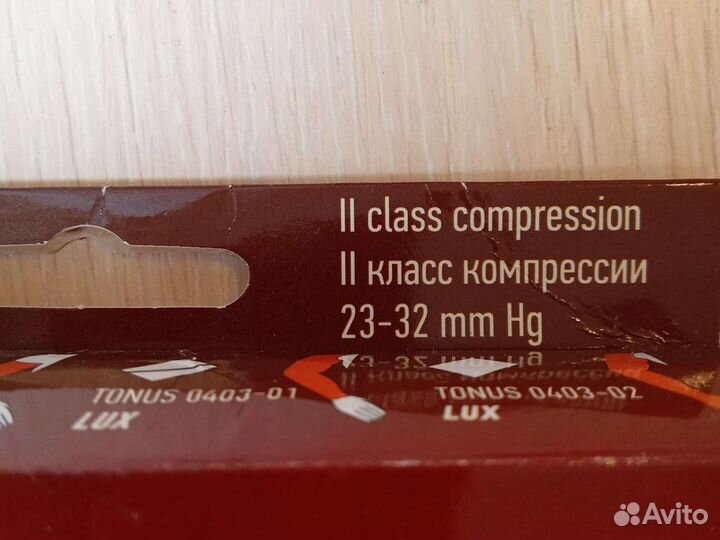 II class compression
II класс компрессии
23-32 mm Hg
TONUS 0403-01
LUX
TONUS 0403-02
LUX
Avito